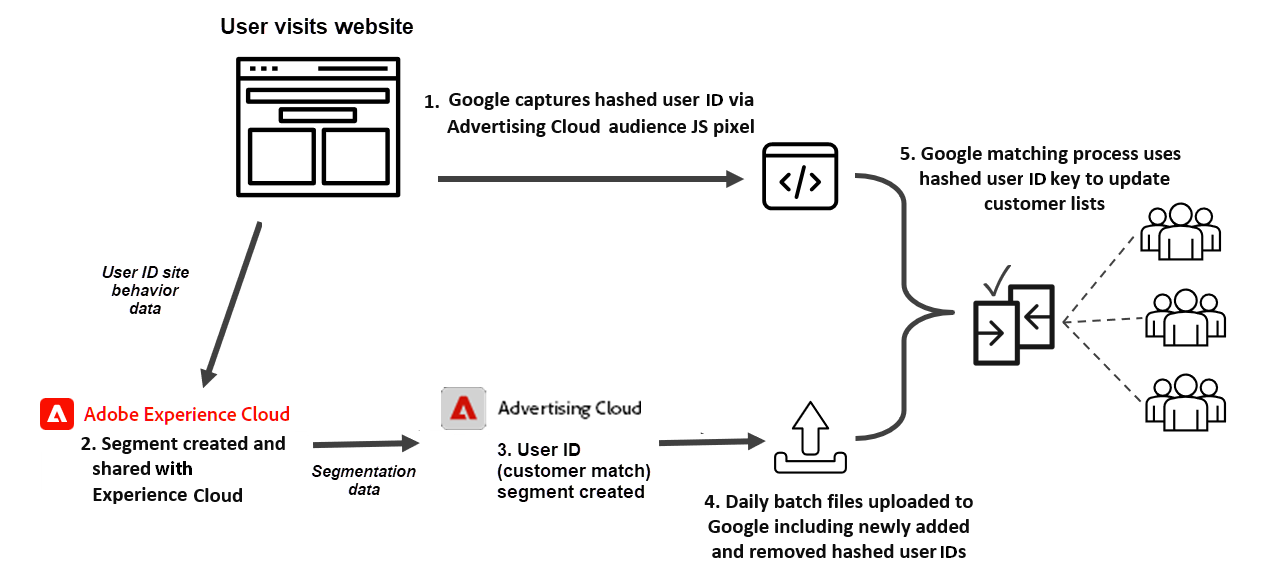 User visits website
1. Google captures hashed user ID via
Advertising Cloud audience JS pixel
</>
5. Google matching process uses
hashed user ID key to update
customer lists
User ID site
behavior
data
Adobe Experience Cloud
2. Segment created and
shared with
Experience Cloud
Segmentation
data
Advertising Cloud
3. User ID
(customer match)
segment created
4. Daily batch files uploaded to
Google including newly added
and removed hashed user IDs